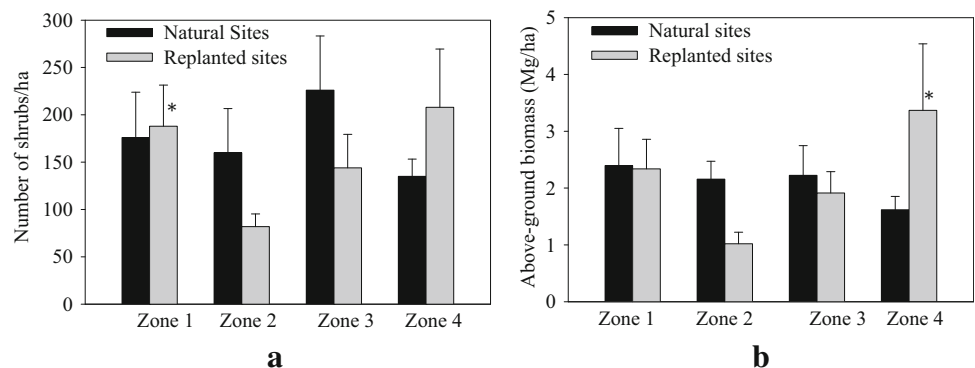 Number of shrubs/ha
300
250
200
150
100
50
0
Natural Sites
Replanted sites
*
Zone 1 Zone 2 Zone 3 Zone 4
a
Above-ground biomass (Mg/ha)
5
4
3
2
1
0
Natural sites
Replanted sites
*
Zone 1 Zone 2 Zone 3 Zone 4
b